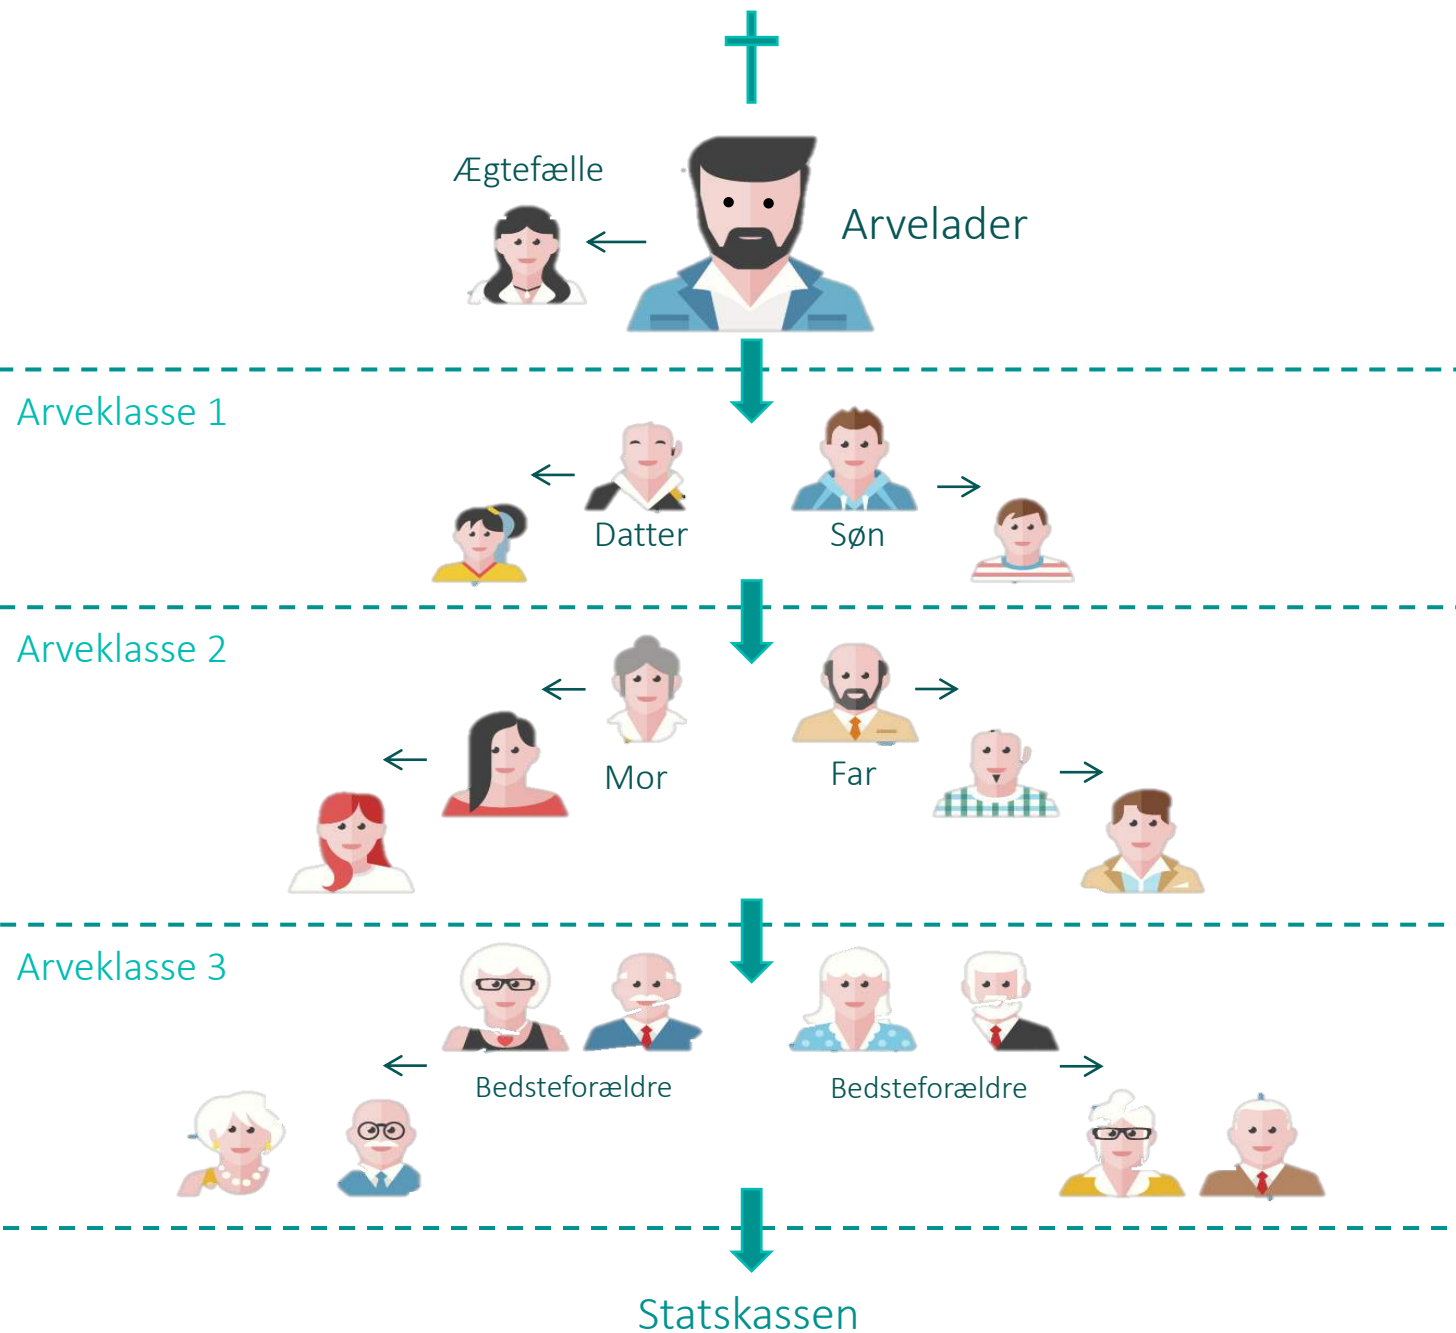 Ægtefælle
Arvelader
Arveklasse 1
Datter
Søn
Arveklasse 2
Mor
Far
Arveklasse 3
Bedsteforældre
Bedsteforældre
Statskassen